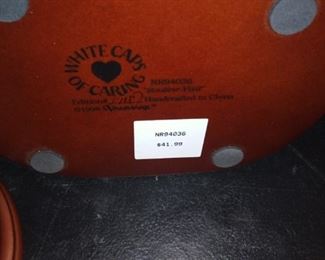 WHITE CAPS
OF CARING
NR94036
Edition
Handcrafted in China
NR94036
$41.99